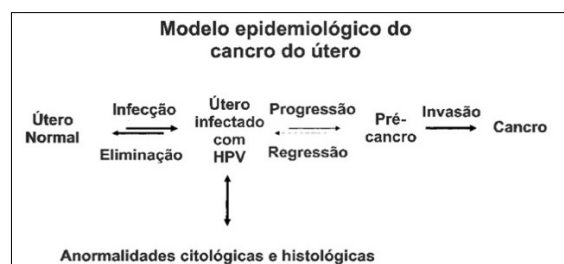 Modelo epidemiológico do
cancro do útero
Útero
Normal
Infecção
Eliminação
Útero
infectado
com
HPV
Progressão
Regressão
Pré-
cancro
Invasão
Cancro
Anormalidades citológicas e histológicas